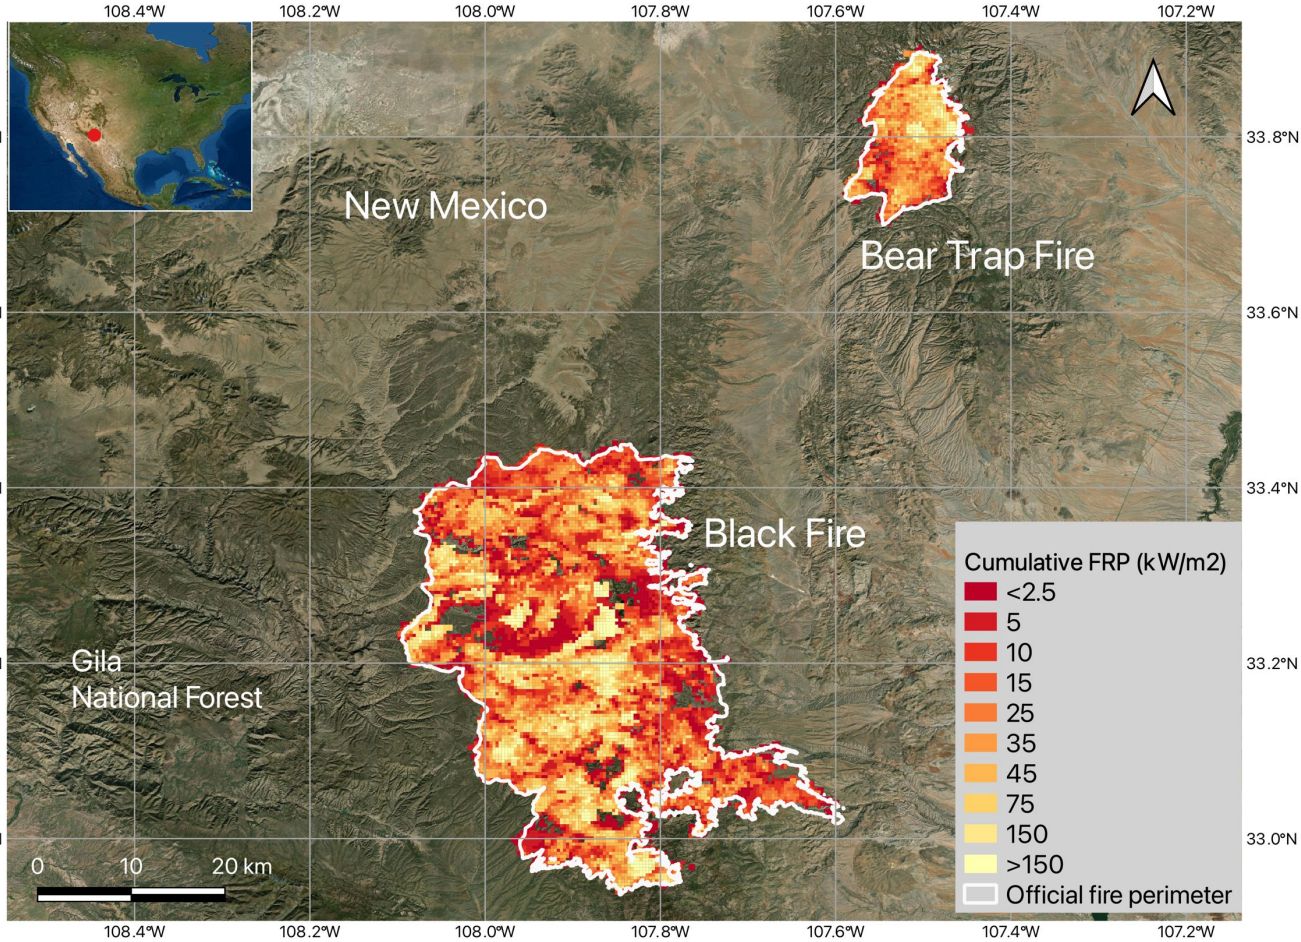 108.4°W 108.2°W 108.0°W 107.8°W 107.6°W 107.4°W 107.2°W
33.8°N
New Mexico
Bear Trap Fire
33.6°N
33.4°N
Black Fire
Cumulative FRP (kW/m2)
<2.5
5
10
15
25
35
45
75
150
>150
Official fire perimeter
Gila
National Forest
33.2°N
33.0°N
0 10 20 km
108.4°W 108.2°W 108.0°W 107.8°W 107.6°W 107.4°W 107.2°W